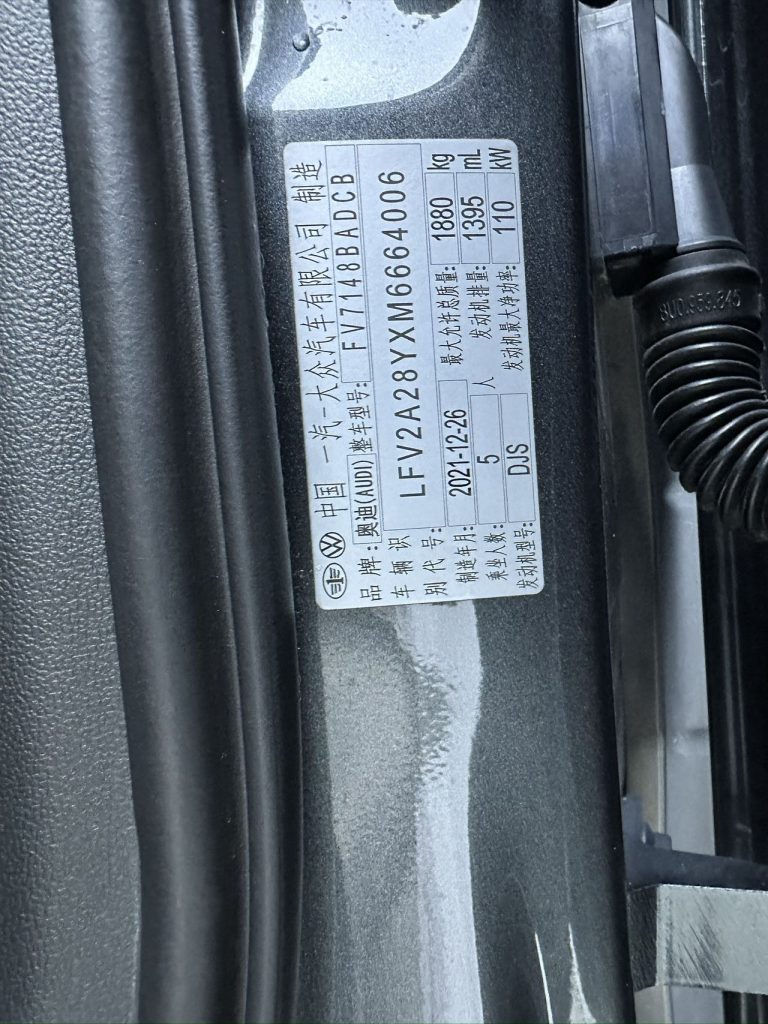 中国 一汽-大众汽车有限公司 制造
品牌: 奥迪(AUDI) 整车型号: FV7148BADCB
车辆识别代号: LFV2A28YXM6664006
制造年月: 2021-12-26 最大允许总质量: 1880 kg
乘坐人数: 5 人 发动机排量: 1395 mL
发动机型号: DJS 发动机最大净功率: 110 kW
8U0.959.845